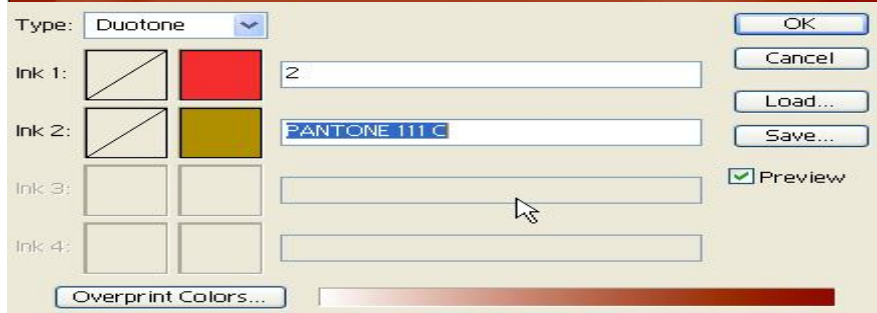 Type: Duotone
OK
Ink 1: 2
Cancel
Load...
Ink 2: PANTONE 111 C
Save...
Ink 3:
Preview
Ink 4:
Overprint Colors...